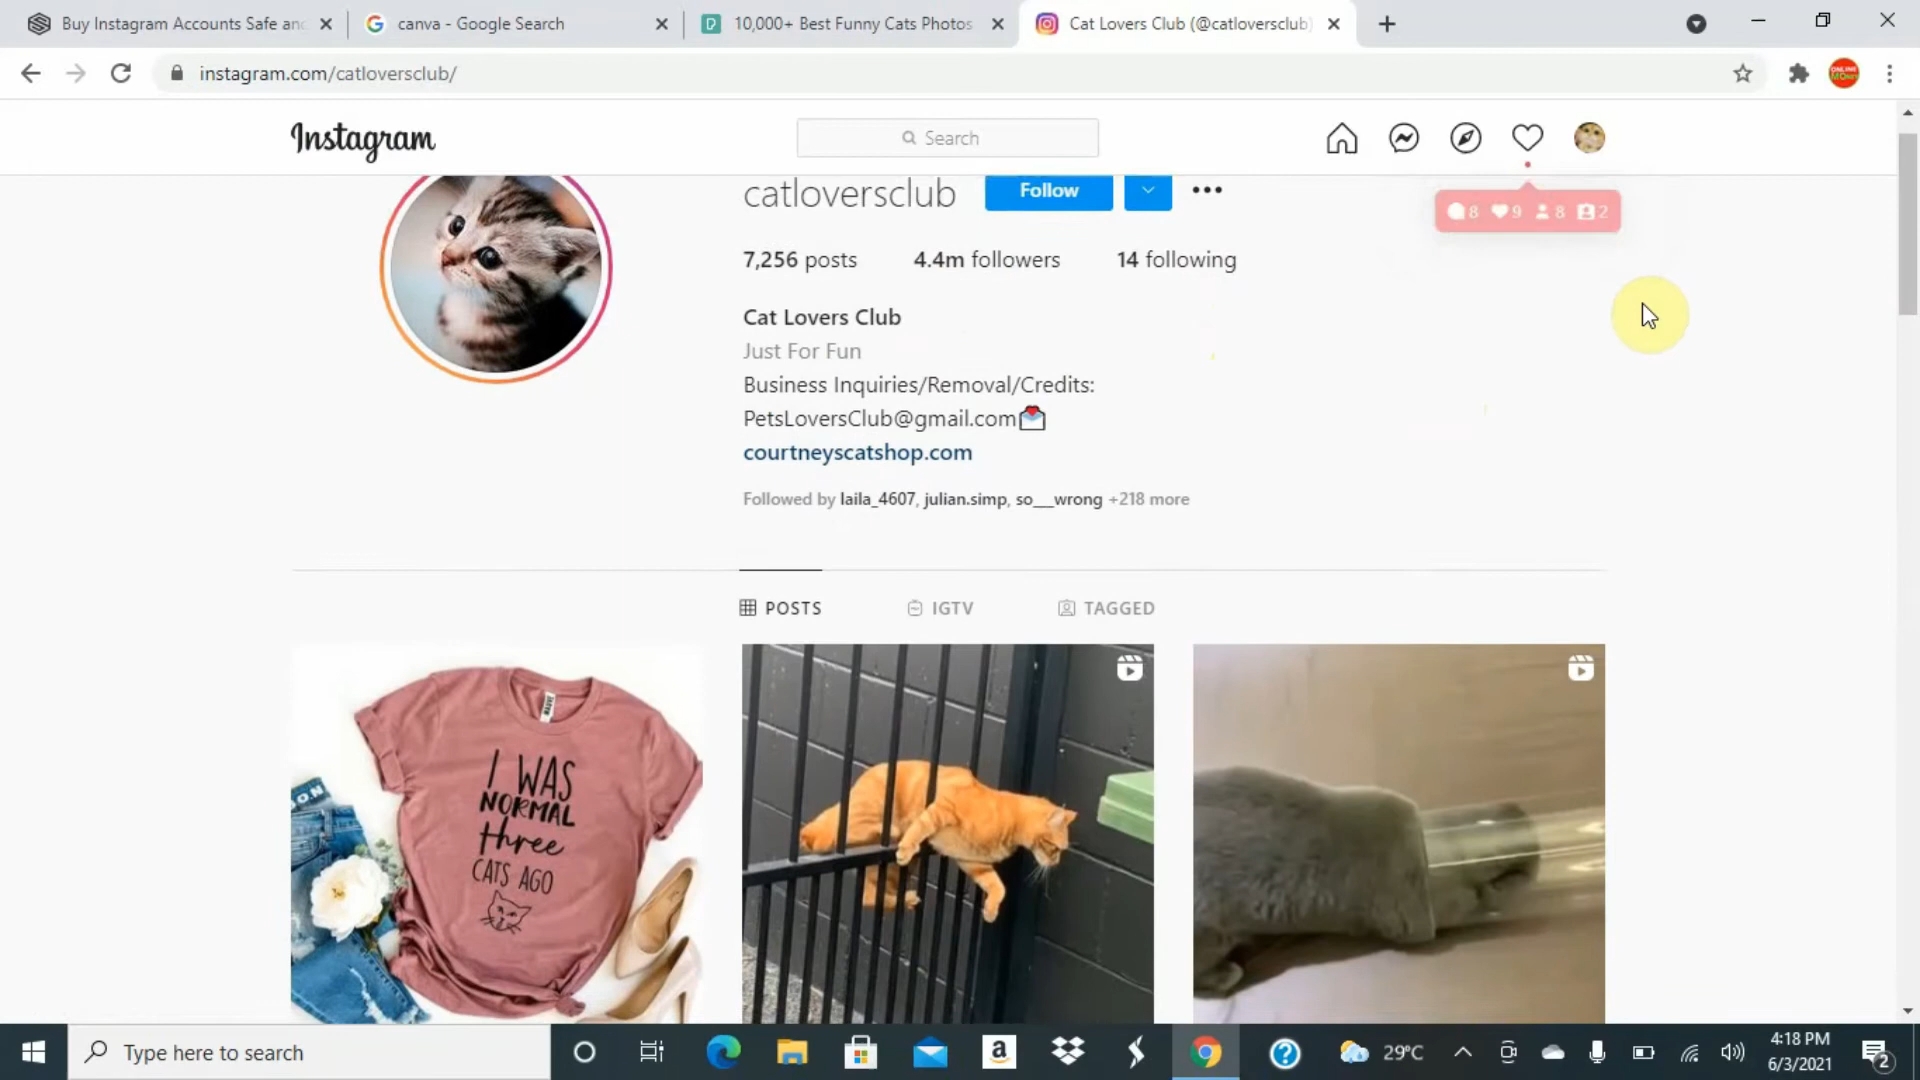 Buy Instagram Accounts Safe an
canva - Google Search
10,000+ Best Funny Cats Photos
Cat Lovers Club (@catloversclub)
instagram.com/catloversclub/
ONLINE MONEY
Instagram
Search
catloversclub
Follow
8 9 8 2
7,256 posts
4.4m followers
14 following
Cat Lovers Club
Just For Fun
Business Inquiries/Removal/Credits:
PetsLoversClub@gmail.com
courtneyscatshop.com
Followed by laila_4607, julian.simp, so__wrong +218 more
POSTS
IGTV
TAGGED
I WAS
NORMAL
three
CATS AGO
Type here to search
29°C
4:18 PM
6/3/2021
2